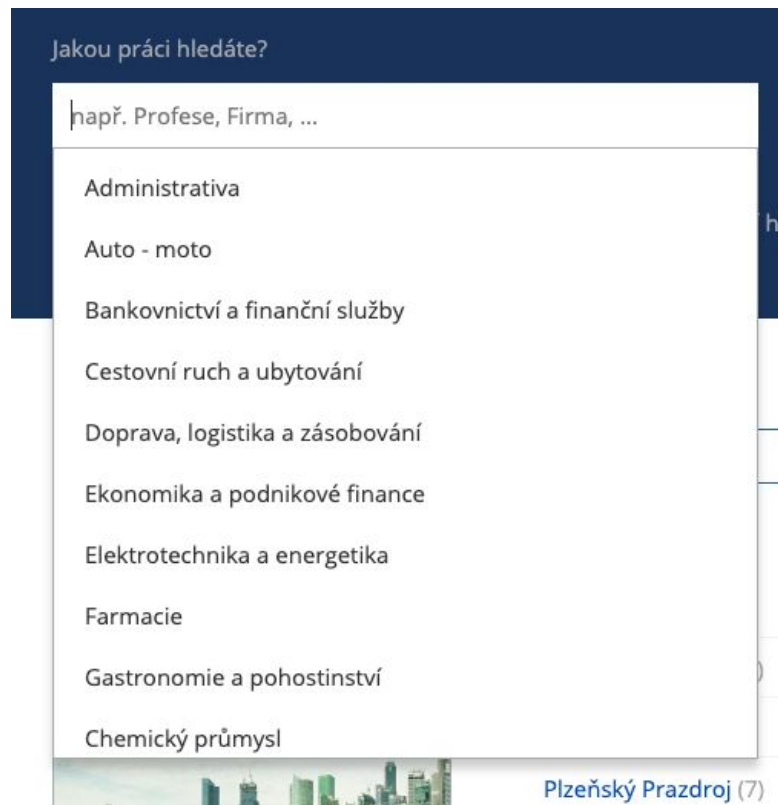 Jakou práci hledáte?
např. Profese, Firma, ...
Administrativa
Auto - moto
h
Bankovnictví a finanční služby
Cestovní ruch a ubytování
Doprava, logistika a zásobování
Ekonomika a podnikové finance
Elektrotechnika a energetika
Farmacie
Gastronomie a pohostinství
)
Chemický průmysl
Plzeňský Prazdroj (7)